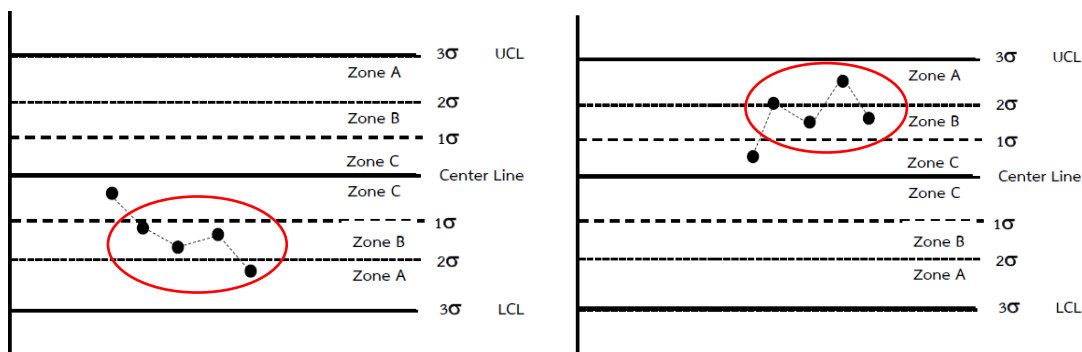 3σ UCL
Zone A
2σ
Zone B
1σ
Zone C
Center Line
Zone C
1σ
Zone B
2σ
Zone A
3σ LCL
3σ UCL
Zone A
2σ
Zone B
1σ
Zone C
Center Line
Zone C
1σ
Zone B
2σ
Zone A
3σ LCL